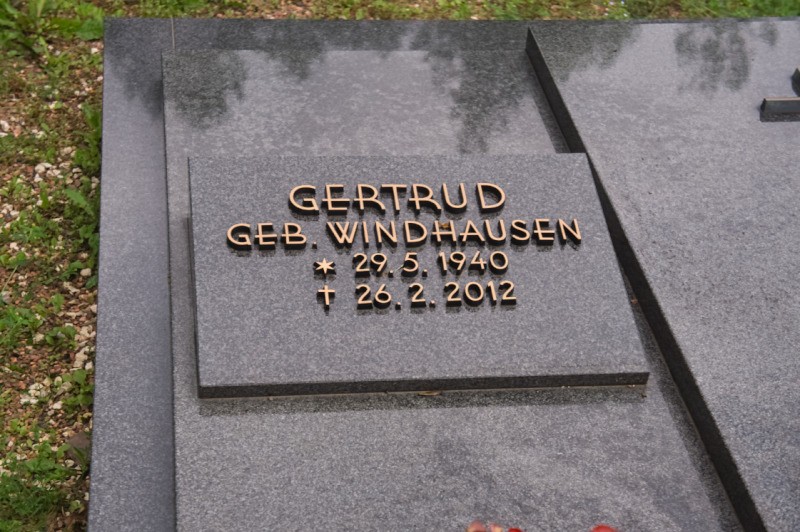 GERTRUD
GEB. WINDHAUSEN
* 29. 5. 1940
† 26. 2. 2012